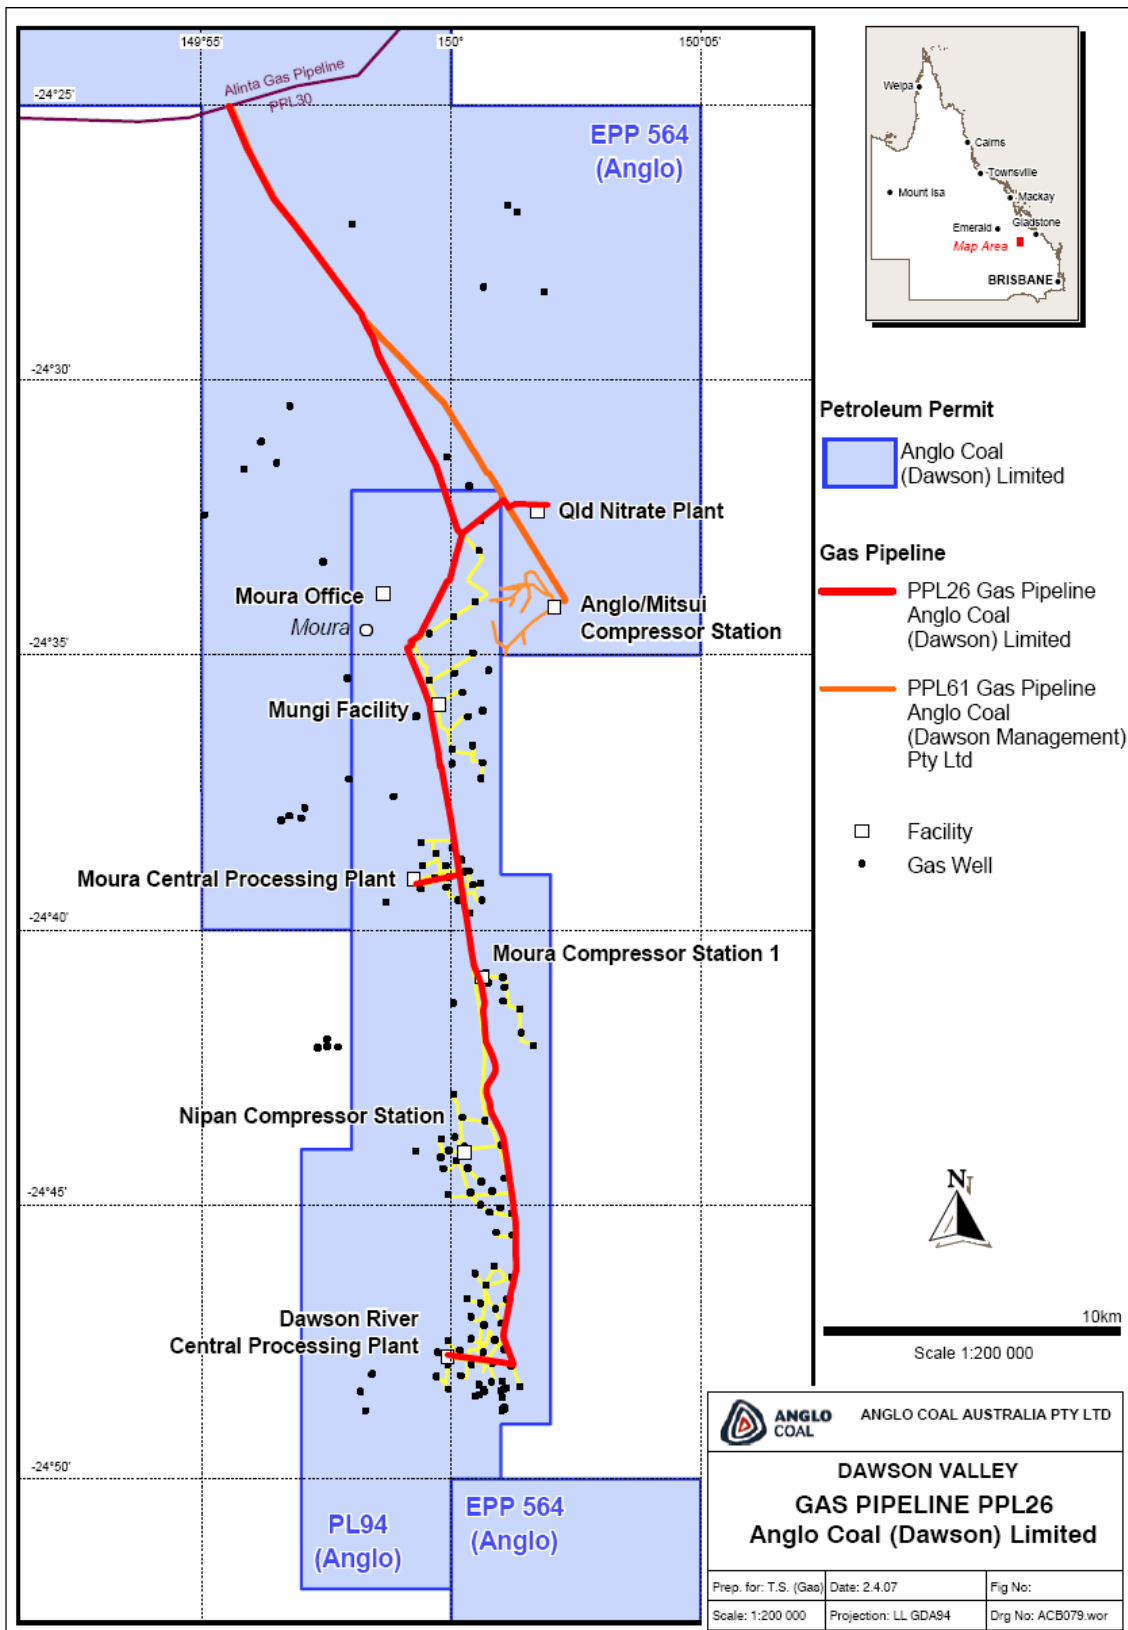 149°55'
150°
150°05'
-24°25'
Alinta Gas Pipeline
PPL30
EPP 564
(Anglo)
-24°30'
Qld Nitrate Plant
Moura Office
Moura
Anglo/Mitsui
Compressor Station
-24°35'
Mungi Facility
Moura Central Processing Plant
-24°40'
Moura Compressor Station 1
Nipan Compressor Station
-24°45'
Dawson River
Central Processing Plant
-24°50'
PL94
(Anglo)
EPP 564
(Anglo)
Weipa
Cairns
Townsville
Mount Isa
Mackay
Emerald
Gladstone
Map Area
BRISBANE
Petroleum Permit
Anglo Coal
(Dawson) Limited
Gas Pipeline
PPL26 Gas Pipeline
Anglo Coal
(Dawson) Limited
PPL61 Gas Pipeline
Anglo Coal
(Dawson Management)
Pty Ltd
Facility
Gas Well
N
10km
Scale 1:200 000
ANGLO
COAL
ANGLO COAL AUSTRALIA PTY LTD
DAWSON VALLEY
GAS PIPELINE PPL26
Anglo Coal (Dawson) Limited
Prep. for: T.S. (Gas) Date: 2.4.07 Fig No:
Scale: 1:200 000 Projection: LL GDA94 Drg No: ACB079.wor